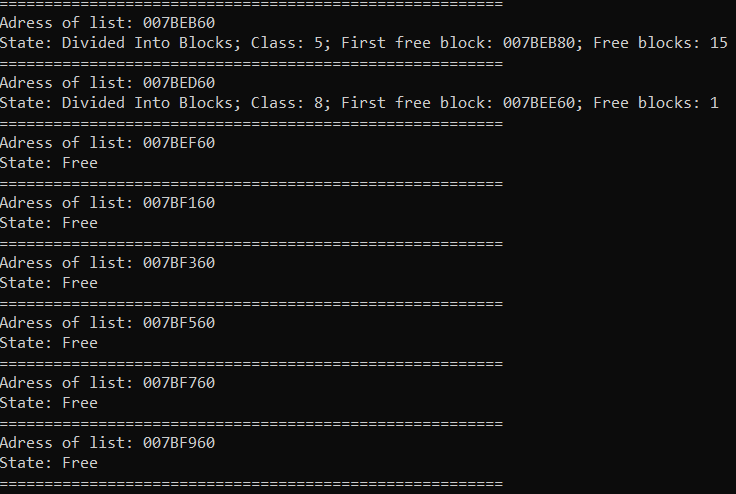 ========================================================
Adress of list: 007BEB60
State: Divided Into Blocks; Class: 5; First free block: 007BEB80; Free blocks: 15
========================================================
Adress of list: 007BED60
State: Divided Into Blocks; Class: 8; First free block: 007BEE60; Free blocks: 1
========================================================
Adress of list: 007BEF60
State: Free
========================================================
Adress of list: 007BF160
State: Free
========================================================
Adress of list: 007BF360
State: Free
========================================================
Adress of list: 007BF560
State: Free
========================================================
Adress of list: 007BF760
State: Free
========================================================
Adress of list: 007BF960
State: Free
========================================================